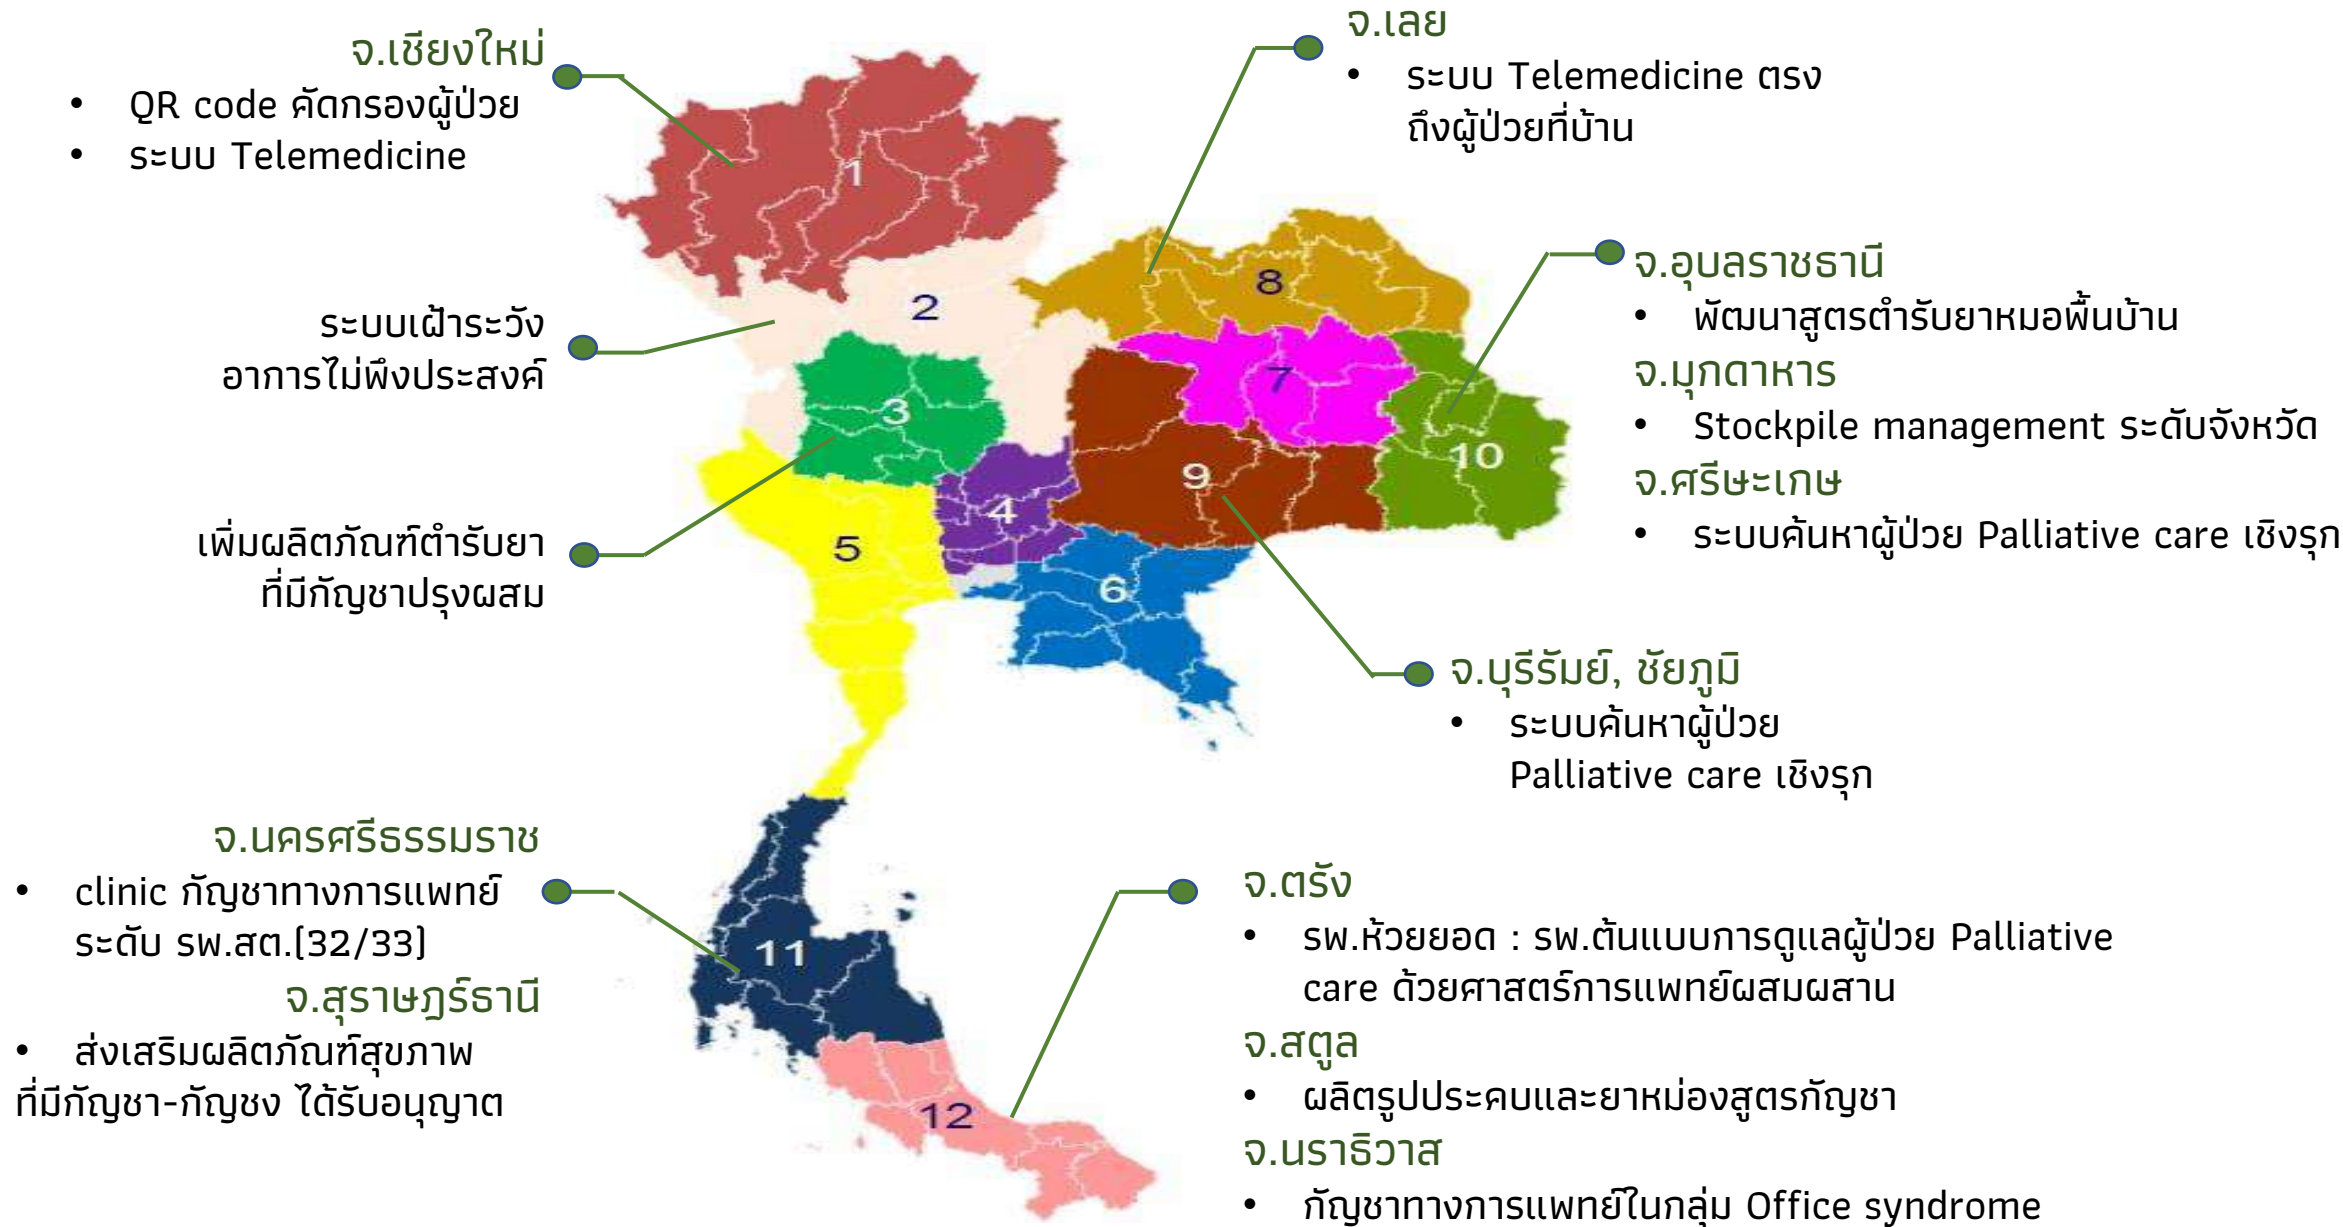 จ.เชียงใหม่
• QR code คัดกรองผู้ป่วย
• ระบบ Telemedicine
ระบบเฝ้าระวัง
อาการไม่พึงประสงค์
เพิ่มผลิตภัณฑ์ตำรับยา
ที่มีกัญชาปรุงผสม
จ.นครศรีธรรมราช
• clinic กัญชาทางการแพทย์
ระดับ รพ.สต.(32/33)
จ.สุราษฎร์ธานี
• ส่งเสริมผลิตภัณฑ์สุขภาพ
ที่มีกัญชา-กัญชง ได้รับอนุญาต
1
2
3
4
5
6
7
8
9
10
11
12
จ.เลย
• ระบบ Telemedicine ตรง
ถึงผู้ป่วยที่บ้าน
จ.อุบลราชธานี
• พัฒนาสูตรตำรับยาหมอพื้นบ้าน
จ.มุกดาหาร
• Stockpile management ระดับจังหวัด
จ.ศรีษะเกษ
• ระบบค้นหาผู้ป่วย Palliative care เชิงรุก
จ.บุรีรัมย์, ชัยภูมิ
• ระบบค้นหาผู้ป่วย
Palliative care เชิงรุก
จ.ตรัง
• รพ.ห้วยยอด : รพ.ต้นแบบการดูแลผู้ป่วย Palliative
care ด้วยศาสตร์การแพทย์ผสมผสาน
จ.สตูล
• ผลิตรูปประคบและยาหม่องสูตรกัญชา
จ.นราธิวาส
• กัญชาทางการแพทย์ในกลุ่ม Office syndrome